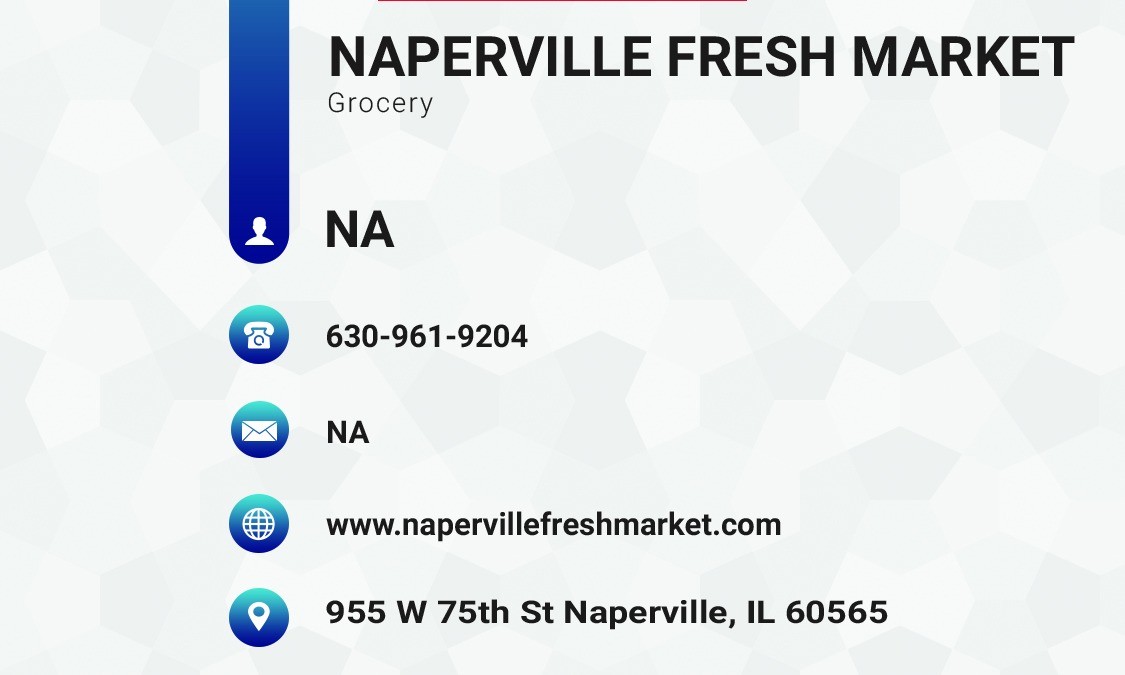 NAPERVILLE FRESH MARKET
Grocery
NA
630-961-9204
NA
www.napervillefreshmarket.com
955 W 75th St Naperville, IL 60565